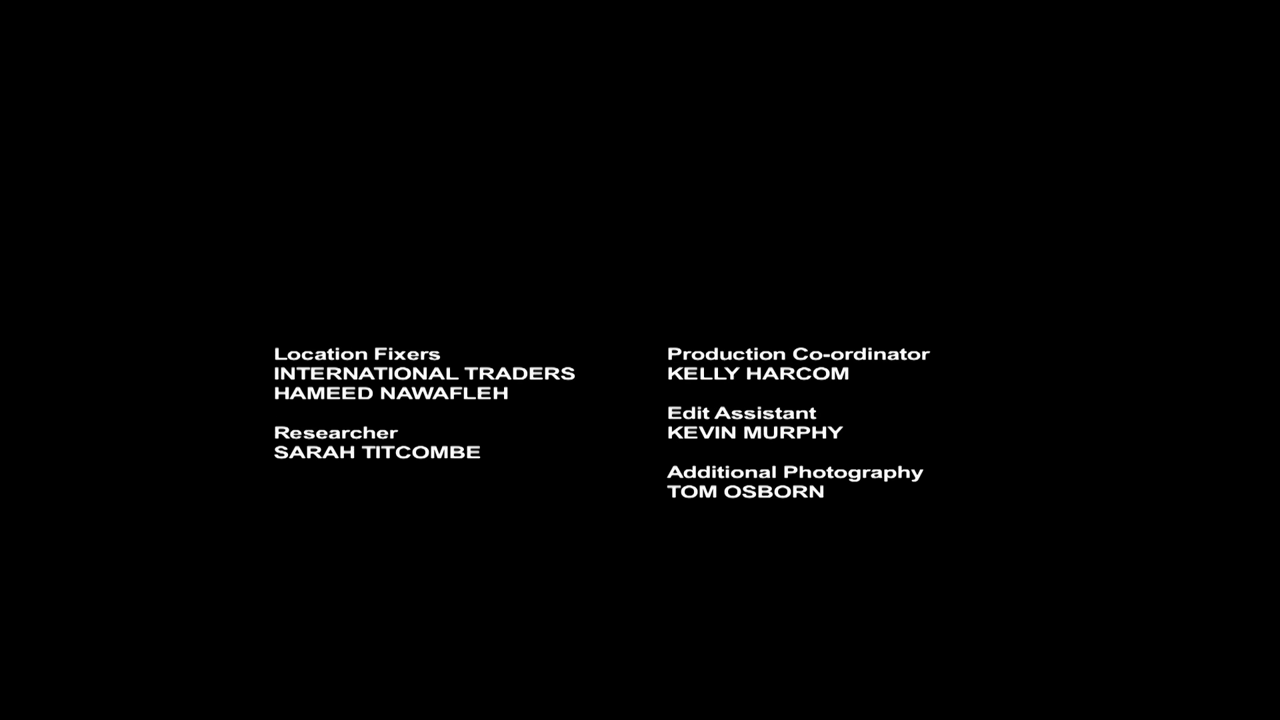 Location Fixers
INTERNATIONAL TRADERS
HAMEED NAWAFLEH
Researcher
SARAH TITCOMBE
Production Co-ordinator
KELLY HARCOM
Edit Assistant
KEVIN MURPHY
Additional Photography
TOM OSBORN